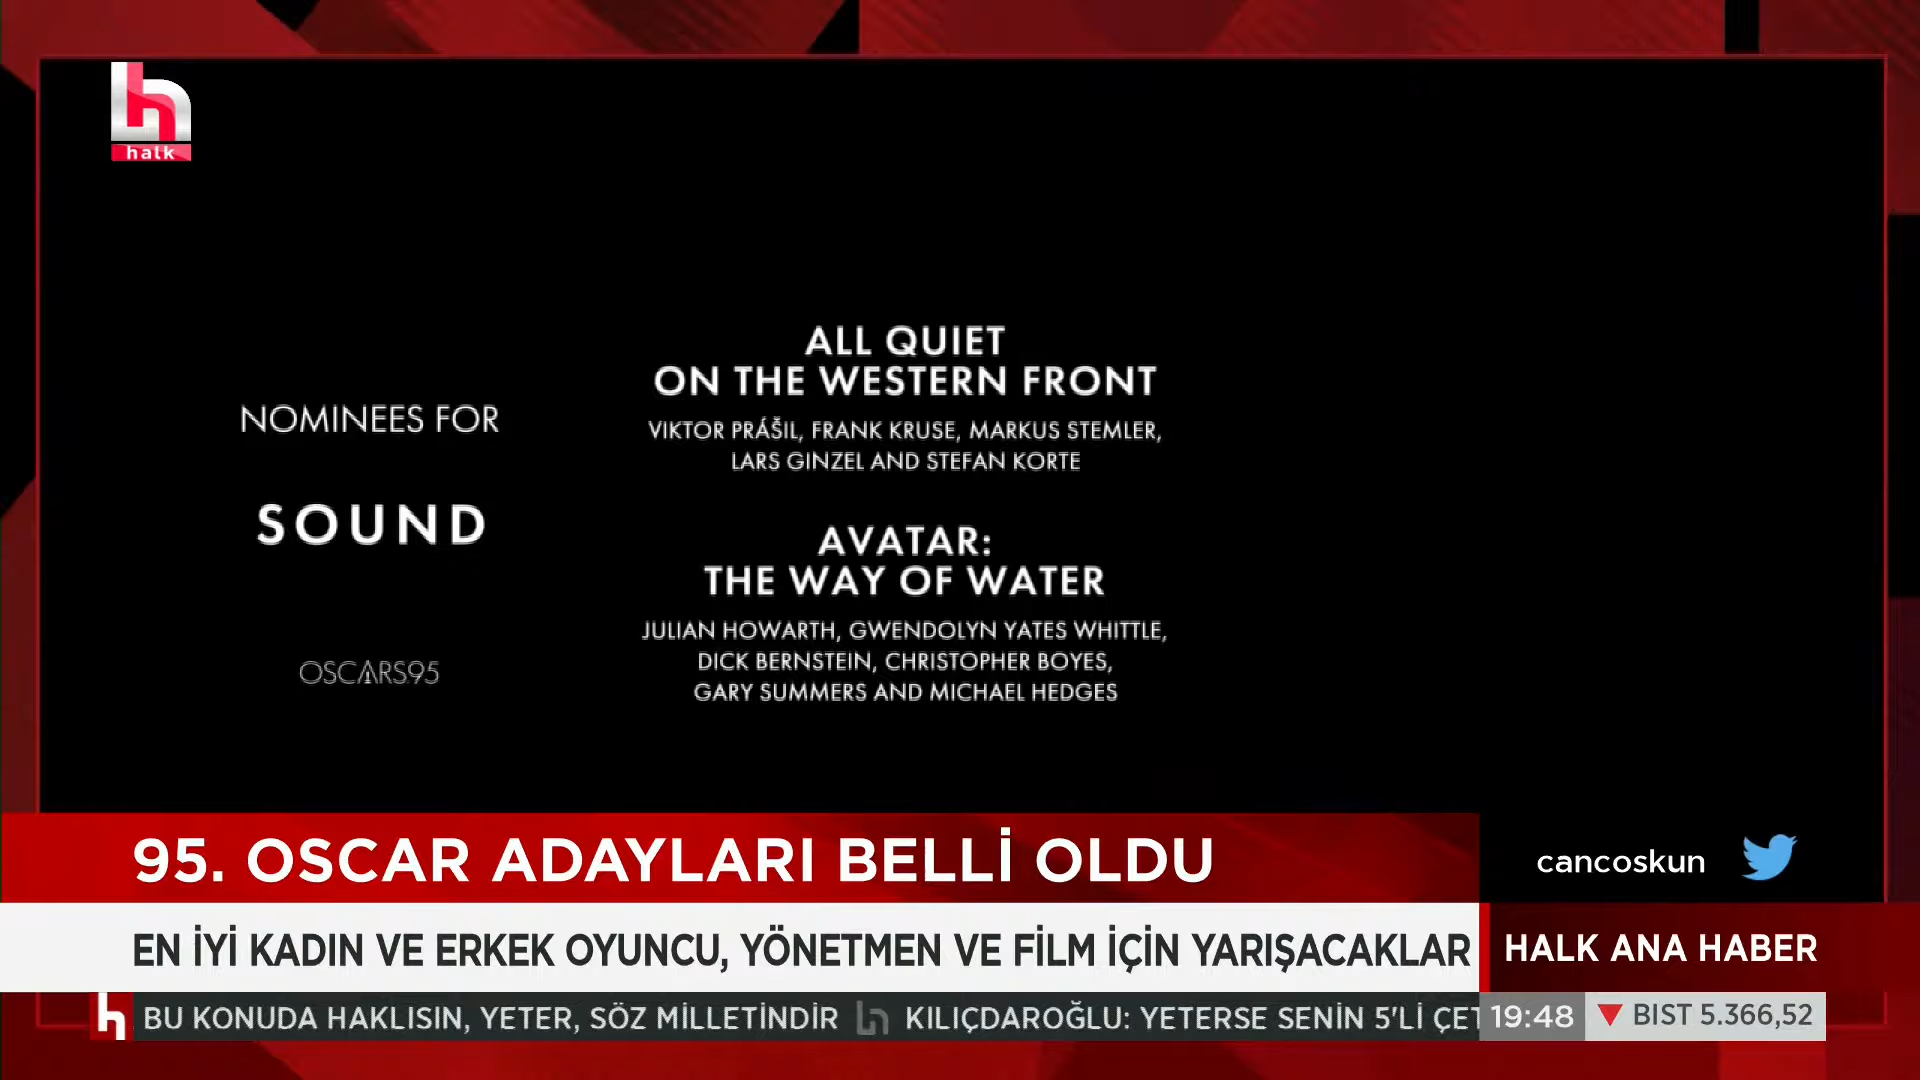 halk
NOMINEES FOR
SOUND
OSCARS95
ALL QUIET
ON THE WESTERN FRONT
VIKTOR PRÁŠIL, FRANK KRUSE, MARKUS STEMLER,
LARS GINZEL AND STEFAN KORTE
AVATAR:
THE WAY OF WATER
JULIAN HOWARTH, GWENDOLYN YATES WHITTLE,
DICK BERNSTEIN, CHRISTOPHER BOYES,
GARY SUMMERS AND MICHAEL HEDGES
95. OSCAR ADAYLARI BELLİ OLDU
cancoskun
EN İYİ KADIN VE ERKEK OYUNCU, YÖNETMEN VE FİLM İÇİN YARIŞACAKLAR
HALK ANA HABER
BU KONUDA HAKLISIN, YETER, SÖZ MİLLETİNDİR KILIÇDAROĞLU: YETERSE SENİN 5'Lİ ÇET
19:48
BIST 5.366,52